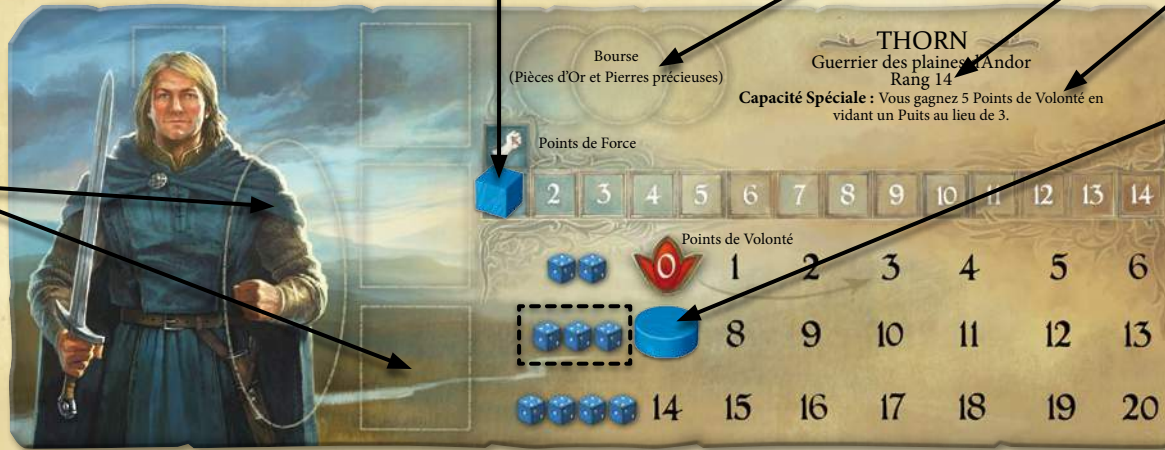 THORN
Guerrier des plaines d'Andor
Rang 14
Capacité Spéciale : Vous gagnez 5 Points de Volonté en
vidant un Puits au lieu de 3.
Bourse
(Pièces d'Or et Pierres précieuses)
Points de Force
2 3 4 5 6 7 8 9 10 11 12 13 14
Points de Volonté
0 1 2 3 4 5 6
8 9 10 11 12 13
14 15 16 17 18 19 20